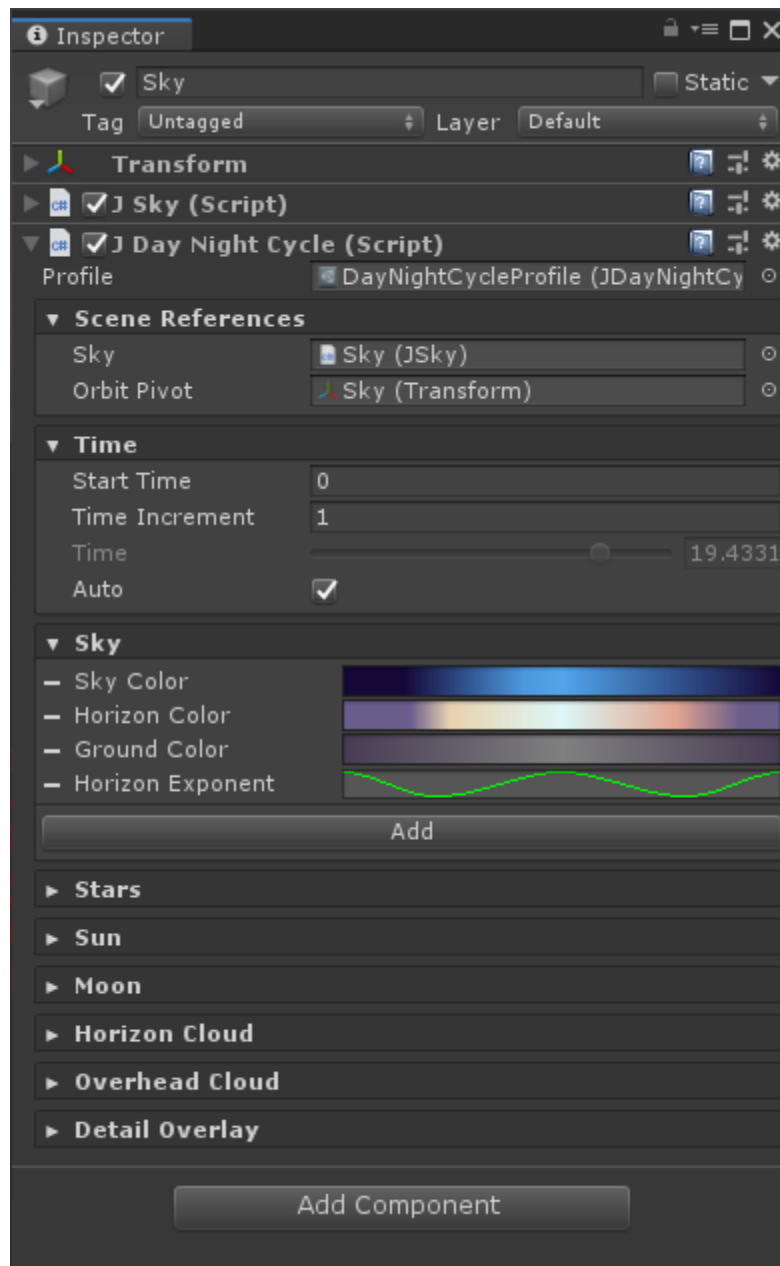 Inspector
Sky Static
Tag Untagged Layer Default
Transform
J Sky (Script)
J Day Night Cycle (Script)
Profile DayNightCycleProfile (JDayNightCy
Scene References
Sky Sky (JSky)
Orbit Pivot Sky (Transform)
Time
Start Time 0
Time Increment 1
Time 19.4331
Auto
Sky
Sky Color
Horizon Color
Ground Color
Horizon Exponent
Add
Stars
Sun
Moon
Horizon Cloud
Overhead Cloud
Detail Overlay
Add Component